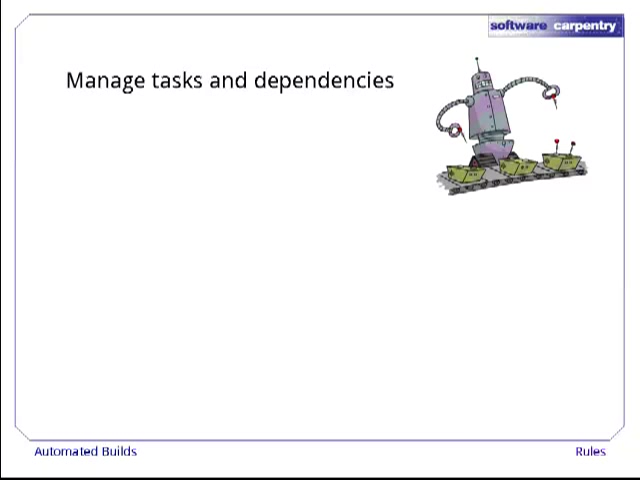 software carpentry
Manage tasks and dependencies
Automated Builds
Rules